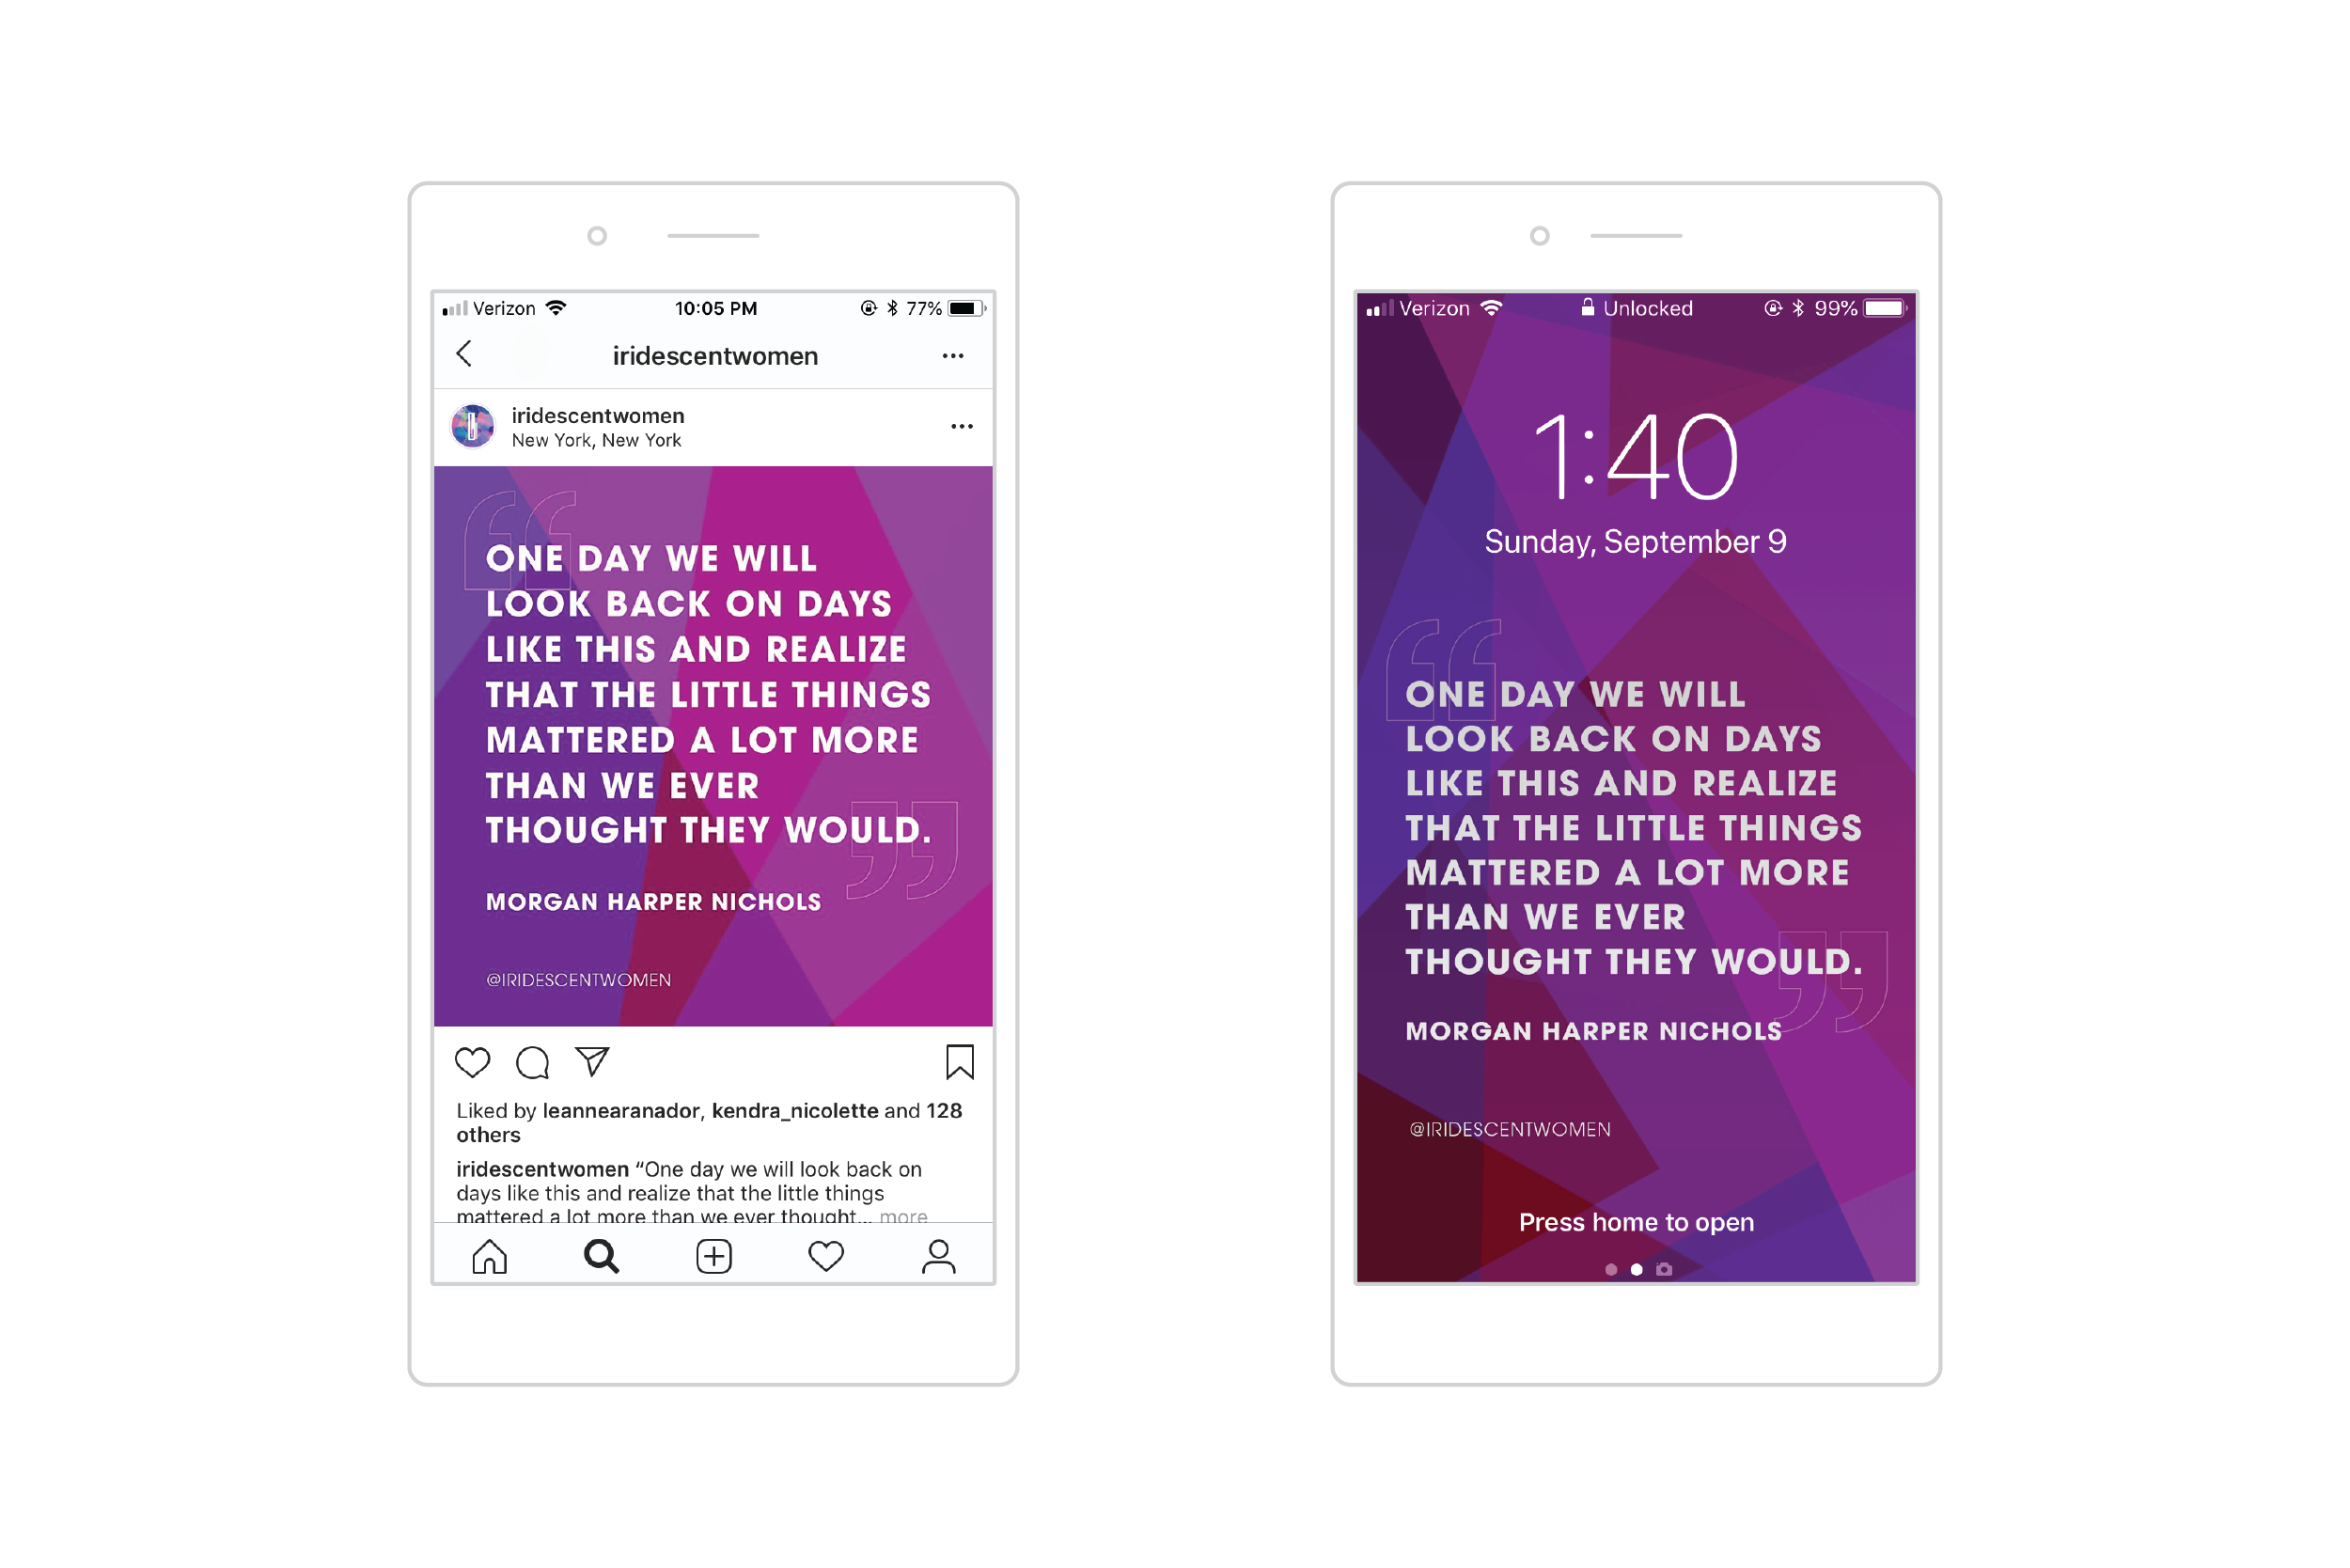 Verizon 10:05 PM 77%
iridescentwomen
iridescentwomen
New York, New York
ONE DAY WE WILL
LOOK BACK ON DAYS
LIKE THIS AND REALIZE
THAT THE LITTLE THINGS
MATTERED A LOT MORE
THAN WE EVER
THOUGHT THEY WOULD.
MORGAN HARPER NICHOLS
@IRIDESCENTWOMEN
Liked by leannearanador, kendra_nicolette and 128
others
iridescentwomen “One day we will look back on
days like this and realize that the little things
mattered a lot more than we ever thought... more
Verizon Unlocked 99%
1:40
Sunday, September 9
ONE DAY WE WILL
LOOK BACK ON DAYS
LIKE THIS AND REALIZE
THAT THE LITTLE THINGS
MATTERED A LOT MORE
THAN WE EVER
THOUGHT THEY WOULD.
MORGAN HARPER NICHOLS
@IRIDESCENTWOMEN
Press home to open